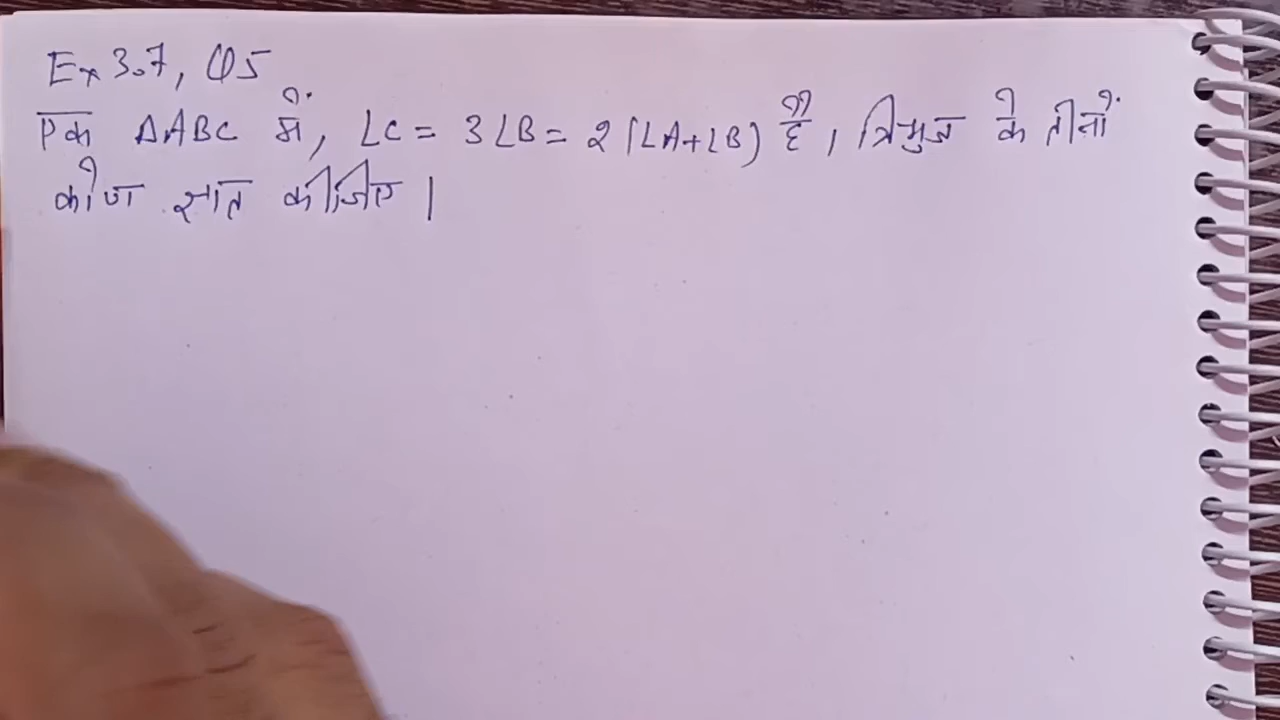 Ex 3.7, Q5
एक ΔABC में, ∠C = 3∠B = 2(∠A+∠B) है, त्रिभुज के तीनों
कोण ज्ञात कीजिए।